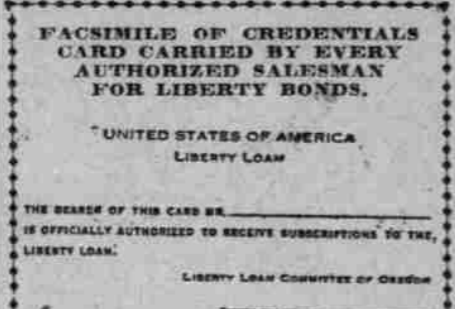 FACSIMILE OF CREDENTIALS
CARD CARRIED BY EVERY
AUTHORIZED SALESMAN
FOR LIBERTY BONDS.
UNITED STATES OF AMERICA
LIBERTY LOAN
THE BEARER OF THIS CARD MR.
IS OFFICIALLY AUTHORIZED TO RECEIVE SUBSCRIPTIONS TO THE
LIBERTY LOAN.
LIBERTY LOAN COMMITTEE OF OREGON